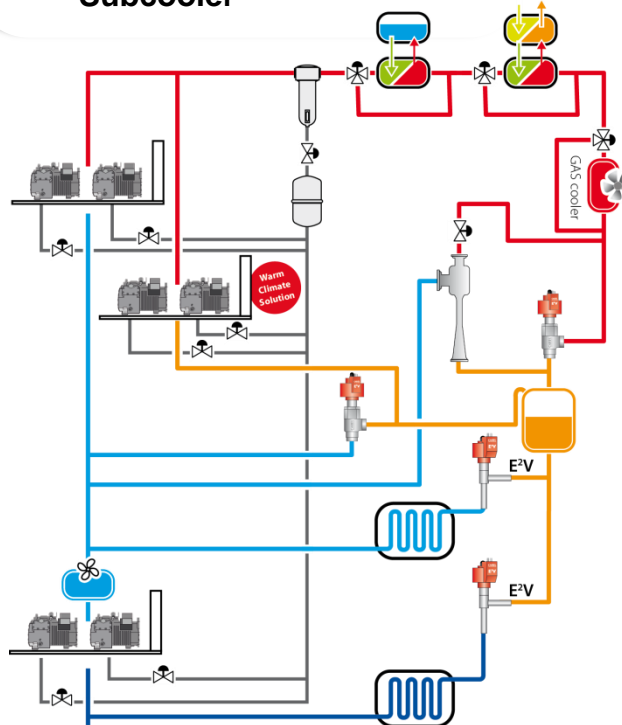 Subcooler
GAS cooler
Warm
Climate
Solution
E²V
E²V